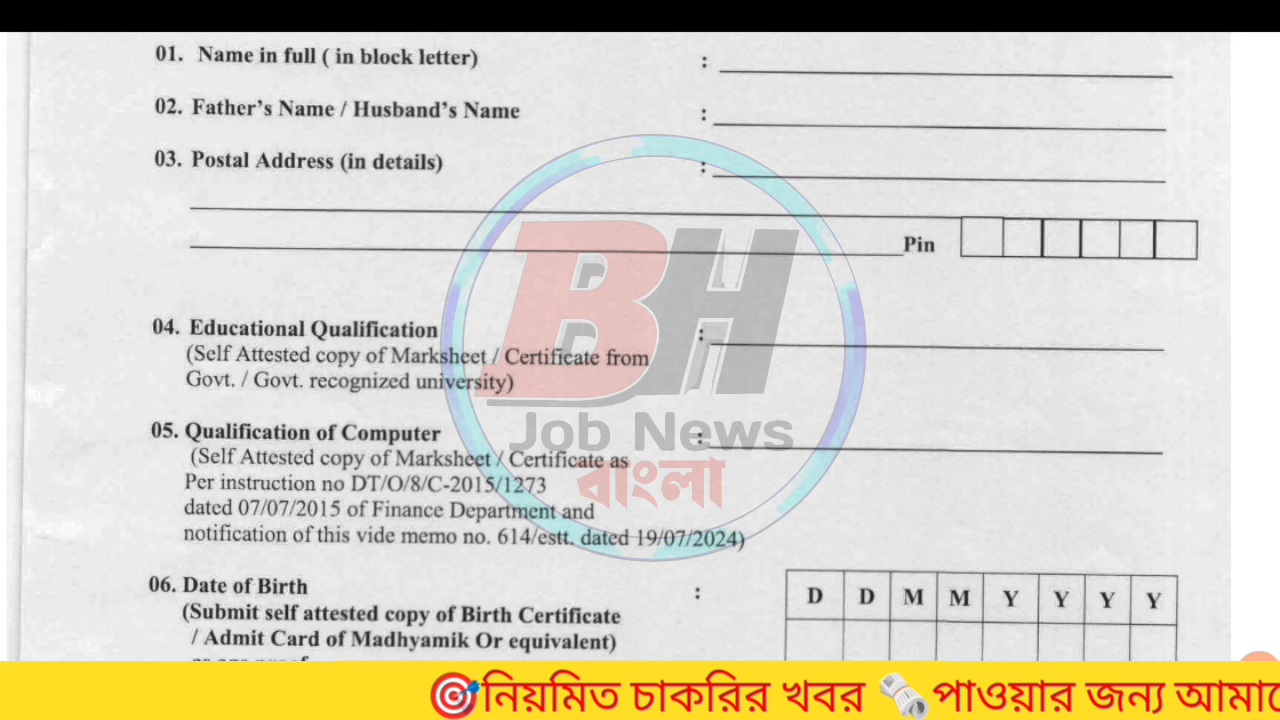 01. Name in full ( in block letter) :
02. Father's Name / Husband's Name :
03. Postal Address (in details) :
Pin
04. Educational Qualification :
(Self Attested copy of Marksheet / Certificate from
Govt. / Govt. recognized university)
05. Qualification of Computer :
(Self Attested copy of Marksheet / Certificate as
Per instruction no DT/O/8/C-2015/1273
dated 07/07/2015 of Finance Department and
notification of this vide memo no. 614/estt. dated 19/07/2024)
06. Date of Birth : D D M M Y Y Y Y
(Submit self attested copy of Birth Certificate
/ Admit Card of Madhyamik Or equivalent)
BH
Job News
বাংলা
নিয়মিত চাকরির খবর পাওয়ার জন্য